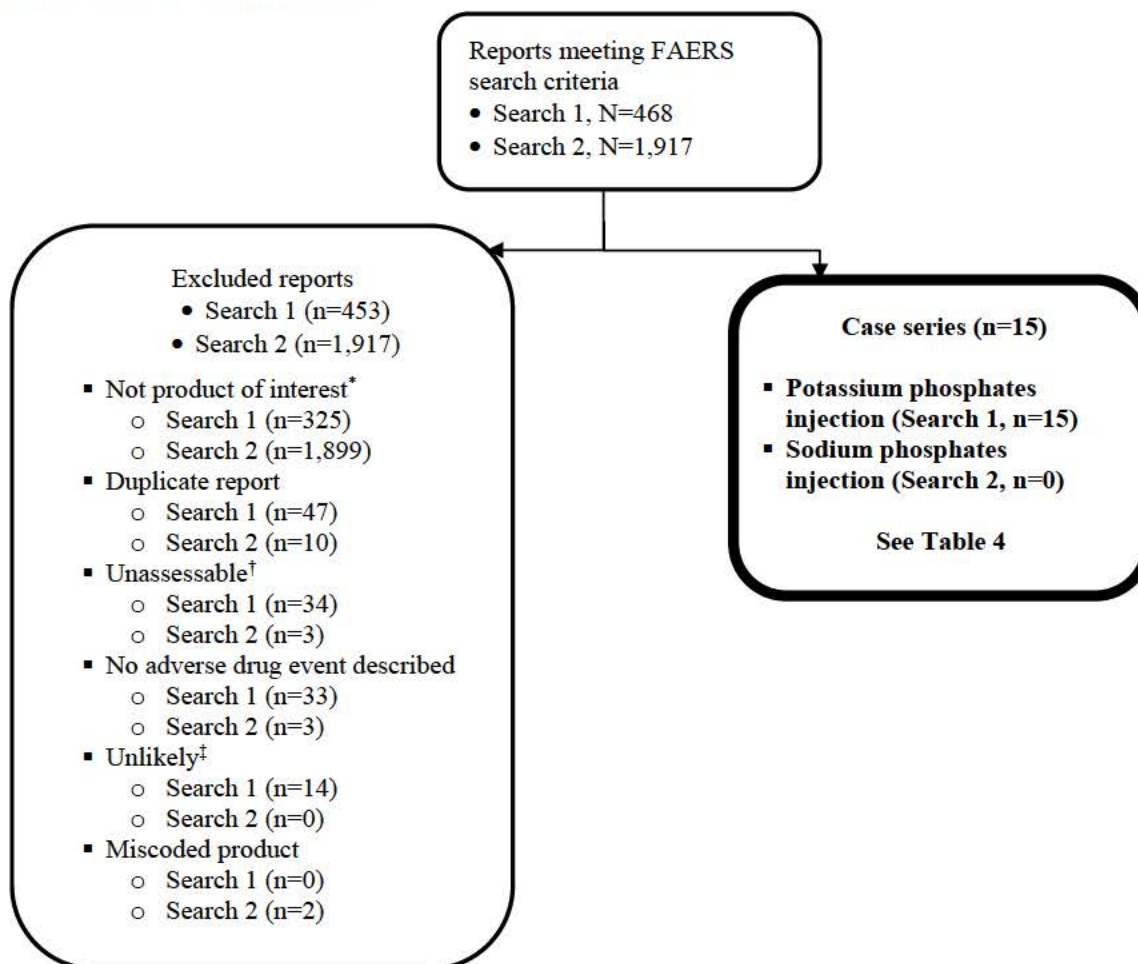 Reports meeting FAERS
search criteria
• Search 1, N=468
• Search 2, N=1,917
Excluded reports
• Search 1 (n=453)
• Search 2 (n=1,917)
▪ Not product of interest*
o Search 1 (n=325)
o Search 2 (n=1,899)
▪ Duplicate report
o Search 1 (n=47)
o Search 2 (n=10)
▪ Unassessable†
o Search 1 (n=34)
o Search 2 (n=3)
▪ No adverse drug event described
o Search 1 (n=33)
o Search 2 (n=3)
▪ Unlikely‡
o Search 1 (n=14)
o Search 2 (n=0)
▪ Miscoded product
o Search 1 (n=0)
o Search 2 (n=2)
Case series (n=15)
▪ Potassium phosphates
injection (Search 1, n=15)
▪ Sodium phosphates
injection (Search 2, n=0)
See Table 4